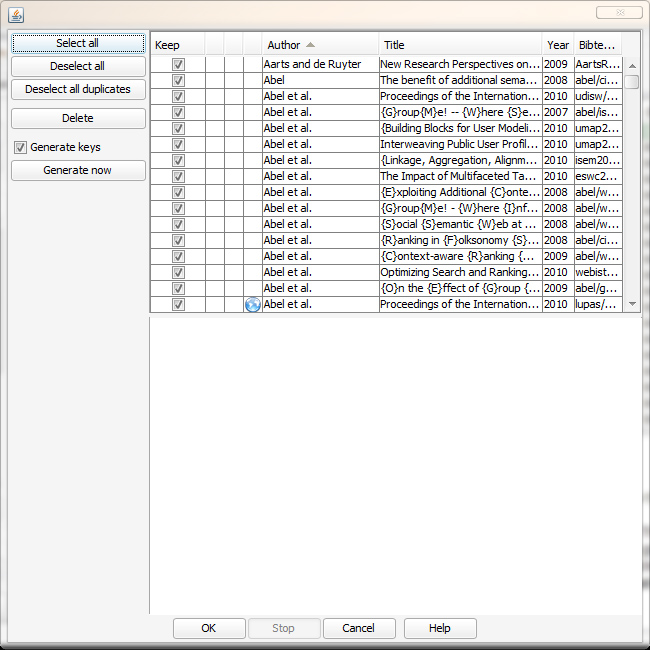 Select all
Deselect all
Deselect all duplicates
Delete
Generate keys
Generate now
Keep Author Title Year Bibte...
Aarts and de Ruyter New Research Perspectives on... 2009 AartsR...
Abel The benefit of additional sema... 2008 abel/ci...
Abel et al. Proceedings of the Internation... 2010 udisw/...
Abel et al. {G}roup{M}e! -- {W}here {S}e... 2007 abel/is...
Abel et al. {Building Blocks for User Modeli... 2010 umap2...
Abel et al. Interweaving Public User Profil... 2010 umap2...
Abel et al. {Linkage, Aggregation, Alignm... 2010 isem20...
Abel et al. The Impact of Multifaceted Ta... 2010 eswc2...
Abel et al. {E}xploiting Additional {C}onte... 2008 abel/w...
Abel et al. {G}roup{M}e! - {W}here {I}nf... 2008 abel/w...
Abel et al. {S}ocial {S}emantic {W}eb at ... 2008 abel/w...
Abel et al. {R}anking in {F}olksonomy {S}... 2008 abel/ci...
Abel et al. {C}ontext-aware {R}anking {... 2009 abel/w...
Abel et al. Optimizing Search and Ranking... 2010 webist...
Abel et al. {O}n the {E}ffect of {G}roup {... 2009 abel/g...
Abel et al. Proceedings of the Internation... 2010 lupas/...
OK Stop Cancel Help